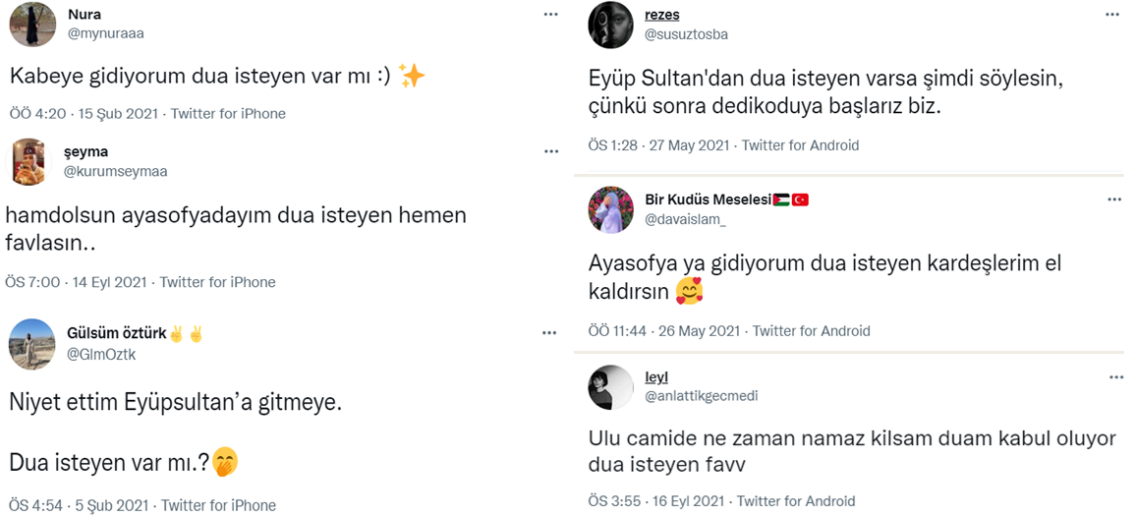 Nura
@mynuraaa
Kabeye gidiyorum dua isteyen var mı :) ✨
ÖÖ 4:20 · 15 Şub 2021 · Twitter for iPhone
şeyma
@kurumseymaa
hamdolsun ayasofyadayım dua isteyen hemen
favlasın..
ÖS 7:00 · 14 Eyl 2021 · Twitter for iPhone
Gülsüm öztürk✌️✌️
@GlmOztk
Niyet ettim Eyüpsultan’a gitmeye.
Dua isteyen var mı.?🤭
ÖS 4:54 · 5 Şub 2021 · Twitter for iPhone
rezes
@susuztosba
Eyüp Sultan'dan dua isteyen varsa şimdi söylesin,
çünkü sonra dedikoduya başlarız biz.
ÖS 1:28 · 27 May 2021 · Twitter for Android
Bir Kudüs Meselesi🇵🇸🇹🇷
@davaislam_
Ayasofya ya gidiyorum dua isteyen kardeşlerim el
kaldırsın 🥰
ÖÖ 11:44 · 26 May 2021 · Twitter for Android
leyl
@anlattikgecmedi
Ulu camide ne zaman namaz kilsam duam kabul oluyor
dua isteyen favv
ÖS 3:55 · 16 Eyl 2021 · Twitter for Android